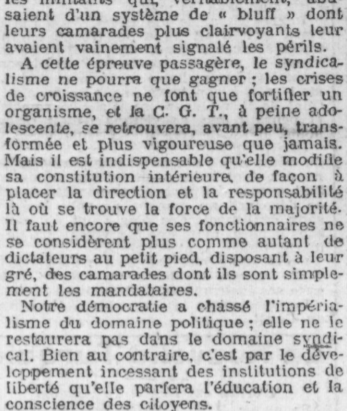 les militants qui, véritablement, abu-
saient d'un système de « bluff » dont
leurs camarades plus clairvoyants leur
avaient vainement signalé les périls.
A cette épreuve passagère, le syndica-
lisme ne pourra que gagner ; les crises
de croissance ne font que fortifier un
organisme, et la C. G. T., à peine ado-
lescente, se retrouvera, avant peu, trans-
formée et plus vigoureuse que jamais.
Mais il est indispensable qu'elle modifie
sa constitution intérieure, de façon à
placer la direction et la responsabilité
là où se trouve la force de la majorité.
Il faut encore que ses fonctionnaires ne
se considèrent plus comme autant de
dictateurs au petit pied, disposant à leur
gré, des camarades dont ils sont simple-
ment les mandataires.
Notre démocratie a chassé l'impéria-
lisme du domaine politique ; elle ne le
restaurera pas dans le domaine syndi-
cal. Bien au contraire, c'est par le déve-
loppement incessant des institutions de
liberté qu'elle parfera l'éducation et la
conscience des citoyens.